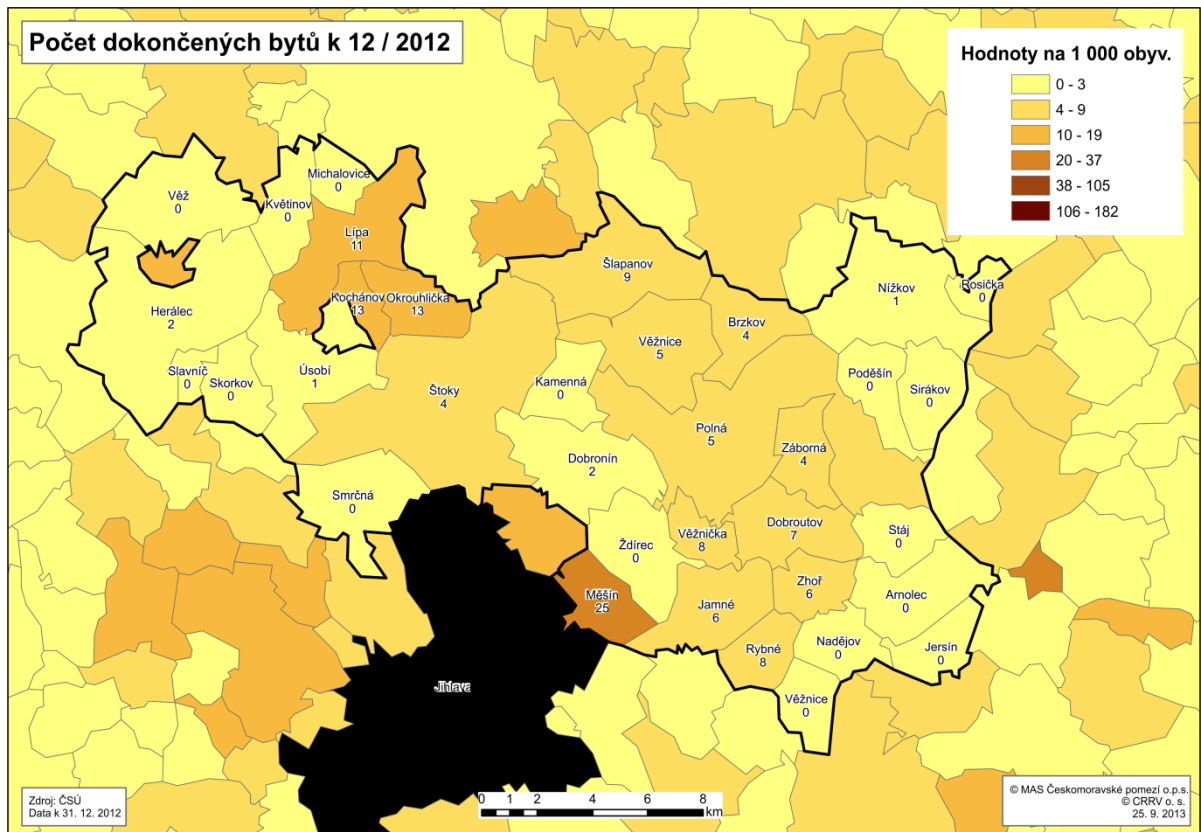 Počet dokončených bytů k 12 / 2012
Hodnoty na 1 000 obyv.
0 - 3
4 - 9
10 - 19
20 - 37
38 - 105
106 - 182
Michalovice
0
Věž
0
Květinov
0
Lípa
11
Šlapanov
9
Nížkov
1
Rosička
0
Kochánov
13
Okrouhlička
13
Herálec
2
Brzkov
4
Věžnice
5
Slavníč
0
Skorkov
0
Úsobí
1
Štoky
4
Kamenná
0
Poděšín
0
Sirákov
0
Polná
5
Záborná
4
Dobronín
2
Smrčná
0
Ždírec
0
Věžnička
8
Dobroutov
7
Stáj
0
Měšín
25
Jamné
6
Zhoř
6
Arnolec
0
Rybné
8
Nadějov
0
Jersín
0
Jihlava
Věžnice
0
Zdroj: ČSÚ
Data k 31. 12. 2012
0 1 2 4 6 8
km
© MAS Českomoravské pomezí o.p.s.
© CRRV o. s.
25. 9. 2013